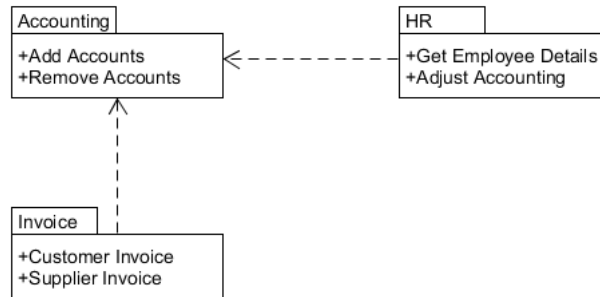 Accounting
+Add Accounts
+Remove Accounts
HR
+Get Employee Details
+Adjust Accounting
Invoice
+Customer Invoice
+Supplier Invoice